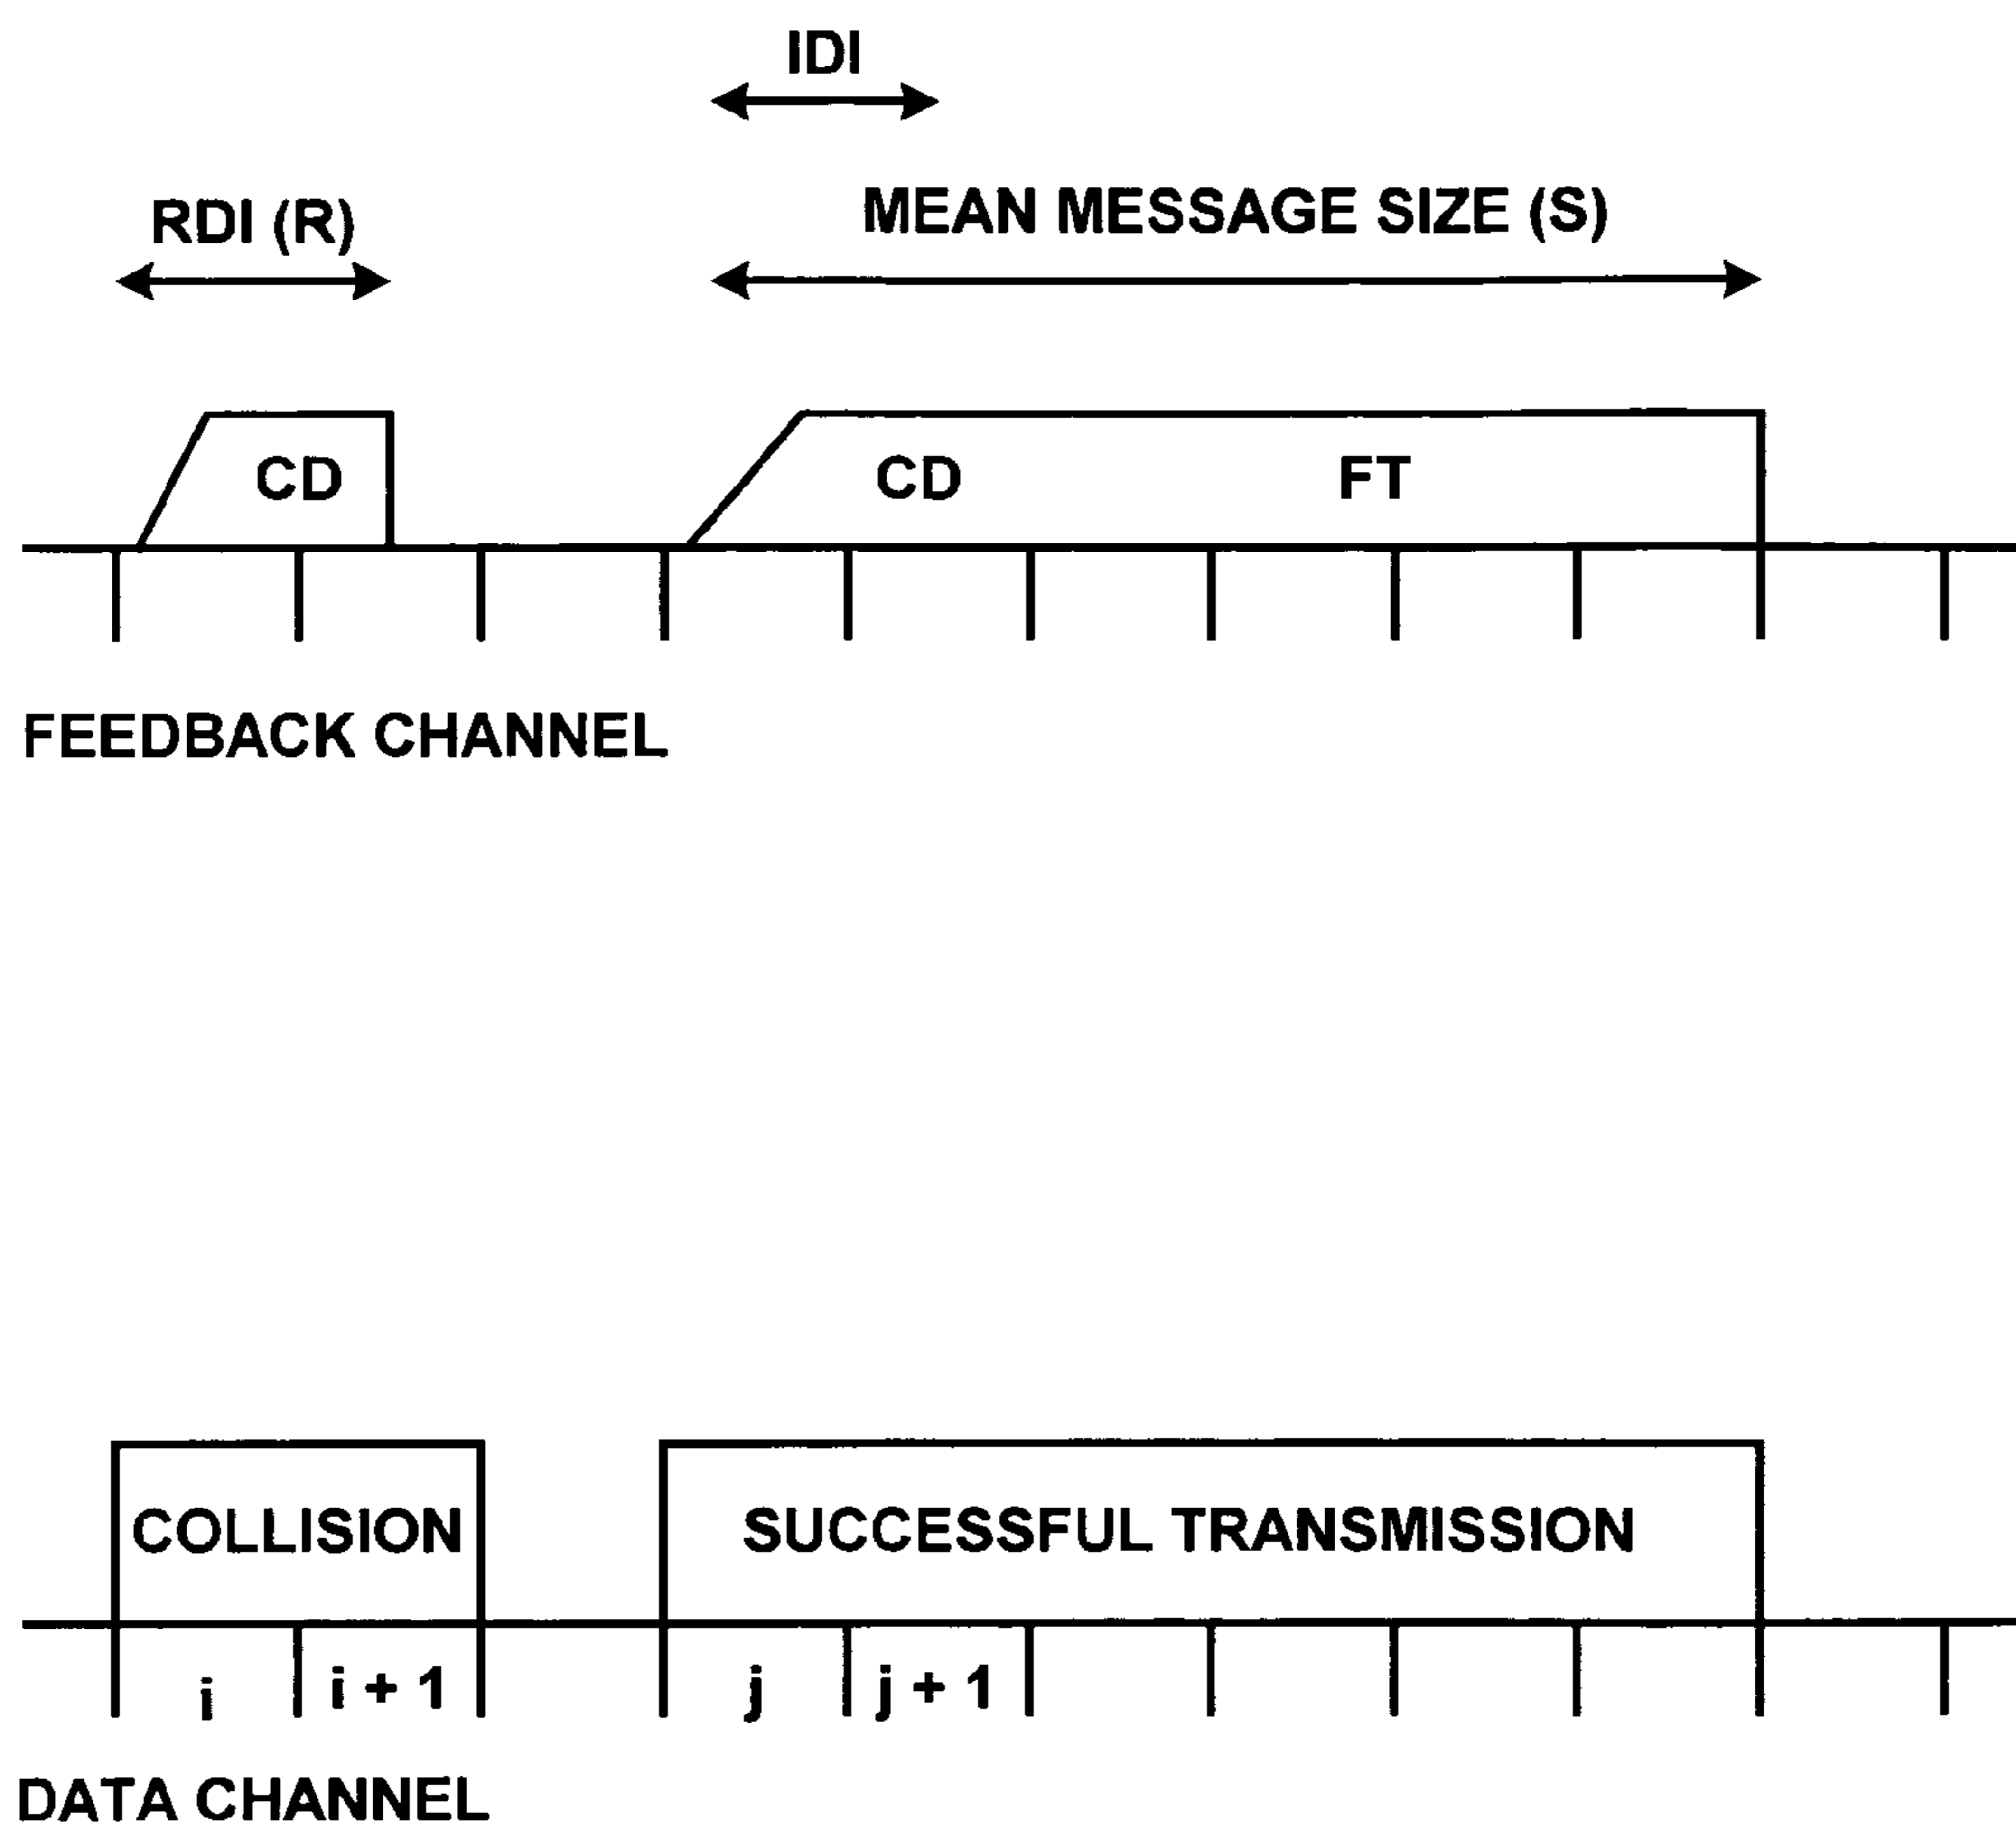 IDI
RDI (R)
MEAN MESSAGE SIZE (S)
CD
CD
FT
FEEDBACK CHANNEL
COLLISION
SUCCESSFUL TRANSMISSION
i
i + 1
j
j + 1
DATA CHANNEL